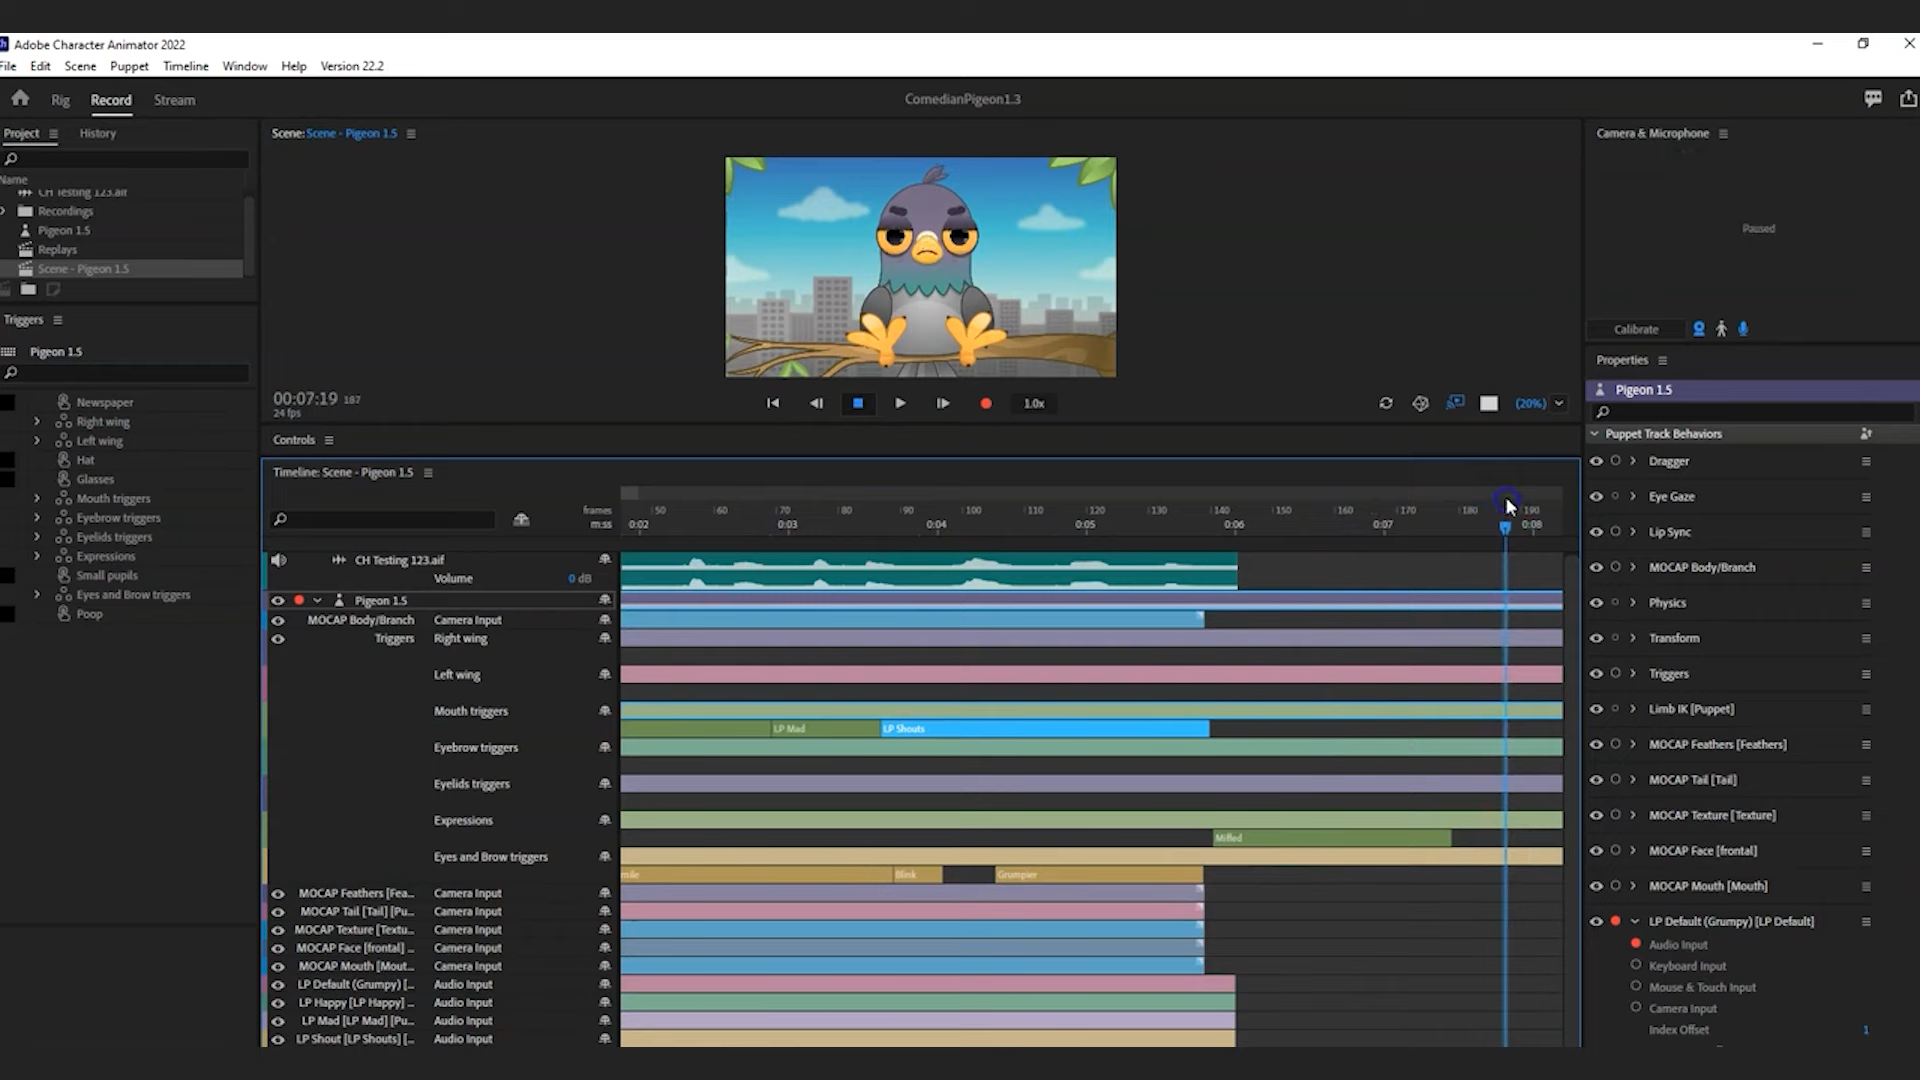 Adobe Character Animator 2022
File Edit Scene Puppet Timeline Window Help Version 22.2
Rig Record Stream
ComedianPigeon1.3
Project History
Name
CH Testing 123.aif
Recordings
Pigeon 1.5
Replays
Scene - Pigeon 1.5
Triggers
Pigeon 1.5
Newspaper
Right wing
Left wing
Hat
Glasses
Mouth triggers
Eyebrow triggers
Eyelids triggers
Expressions
Small pupils
Eyes and Brow triggers
Poop
Scene: Scene - Pigeon 1.5
00:07:19 187
24 fps
1.0x
(20%)
Controls
Timeline: Scene - Pigeon 1.5
frames 50 60 70 80 90 100 110 120 130 140 150 160 170 180 190
m:ss 0:02 0:03 0:04 0:05 0:06 0:07 0:08
CH Testing 123.aif
Volume 0 dB
Pigeon 1.5
MOCAP Body/Branch Camera Input
Triggers Right wing
Left wing
Mouth triggers
LP Mad LP Shouts
Eyebrow triggers
Eyelids triggers
Expressions
Miffed
Eyes and Brow triggers
mile Blink Grumpier
MOCAP Feathers [Fea... Camera Input
MOCAP Tail [Tail] [Pu... Camera Input
MOCAP Texture [Textu... Camera Input
MOCAP Face [frontal] ... Camera Input
MOCAP Mouth [Mout... Camera Input
LP Default (Grumpy) [... Audio Input
LP Happy [LP Happy] ... Audio Input
LP Mad [LP Mad] [Pu... Audio Input
LP Shout [LP Shouts] [... Audio Input
Camera & Microphone
Paused
Calibrate
Properties
Pigeon 1.5
Puppet Track Behaviors
Dragger
Eye Gaze
Lip Sync
MOCAP Body/Branch
Physics
Transform
Triggers
Limb IK [Puppet]
MOCAP Feathers [Feathers]
MOCAP Tail [Tail]
MOCAP Texture [Texture]
MOCAP Face [frontal]
MOCAP Mouth [Mouth]
LP Default (Grumpy) [LP Default]
Audio Input
Keyboard Input
Mouse & Touch Input
Camera Input
Index Offset 1